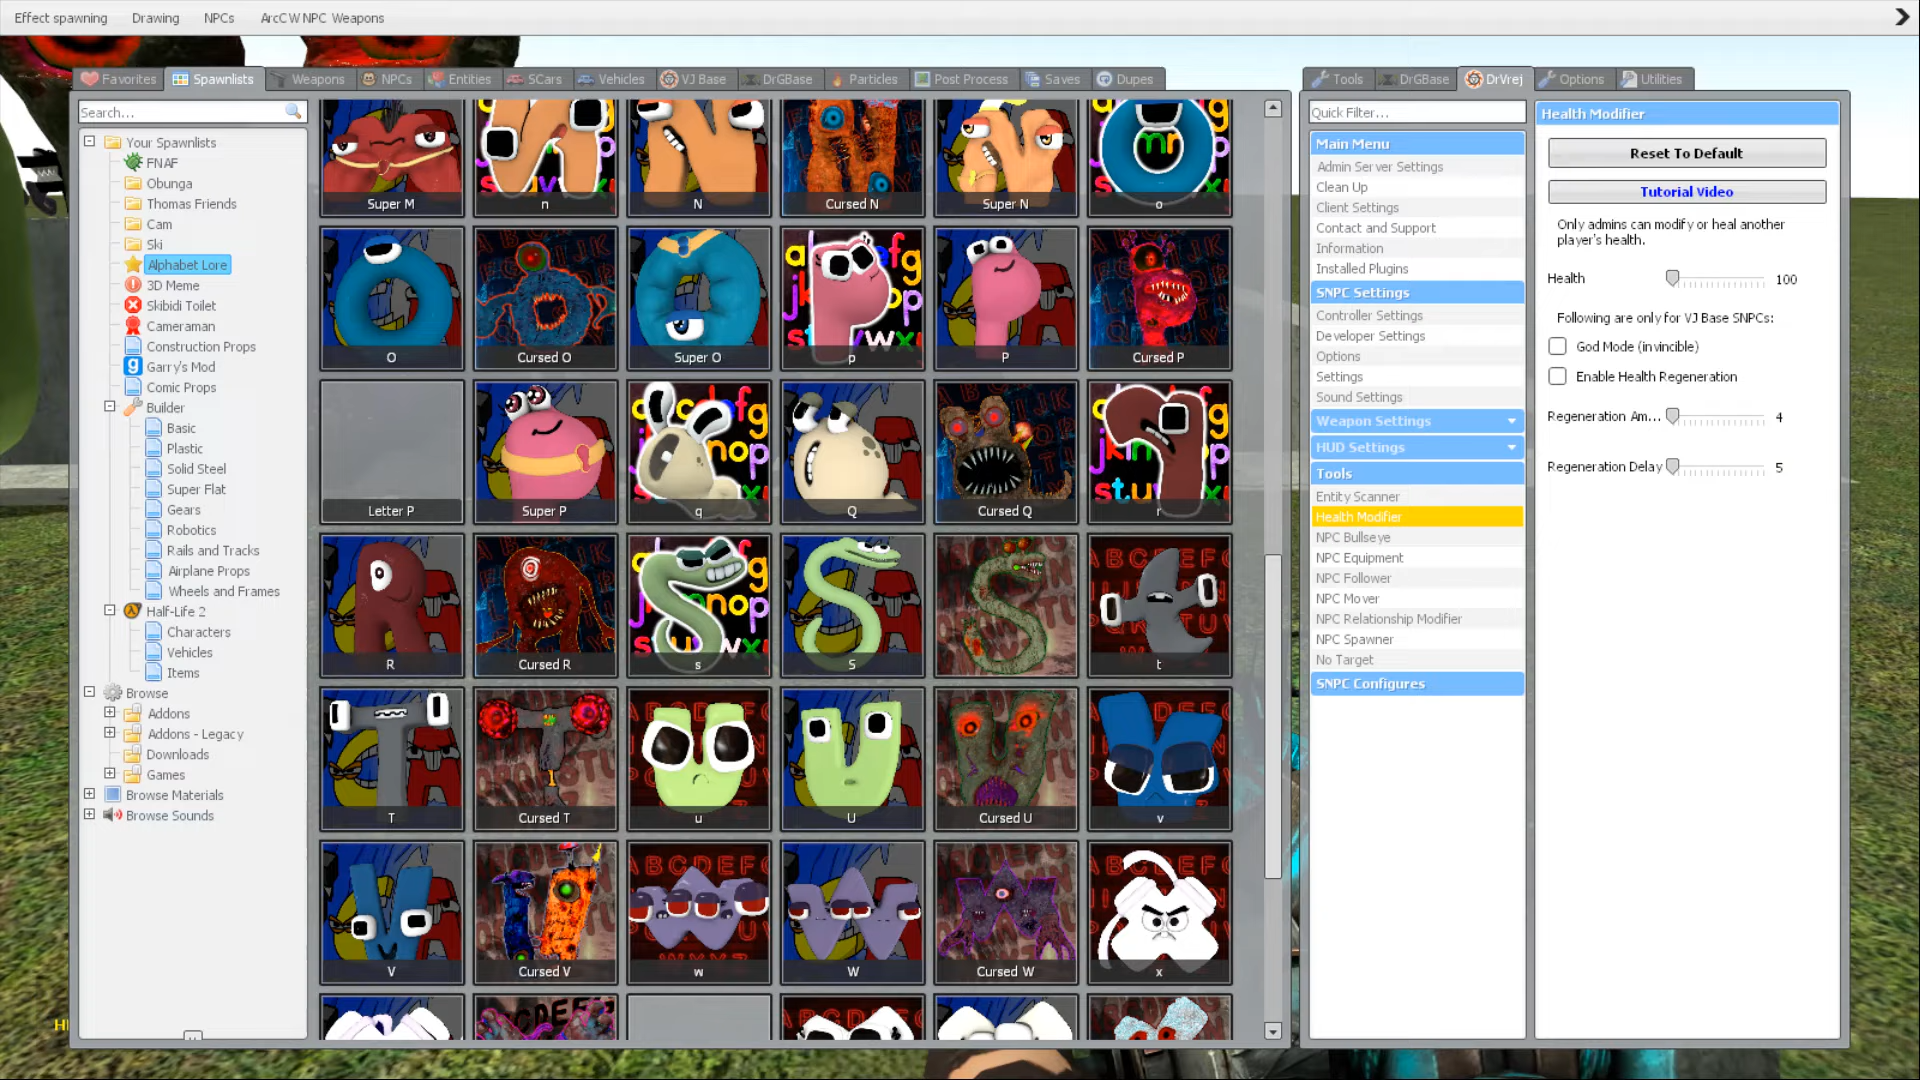 Effect spawning Drawing NPCs ArcCW NPC Weapons
Favorites Spawnlists Weapons NPCs Entities SCars Vehicles VJ Base DrGBase Particles Post Process Saves Dupes
Tools DrGBase DrVrej Options Utilities
Search...
Your Spawnlists
FNAF
Obunga
Thomas Friends
Cam
Ski
Alphabet Lore
3D Meme
Skibidi Toilet
Cameraman
Construction Props
Garry's Mod
Comic Props
Builder
Basic
Plastic
Solid Steel
Super Flat
Gears
Robotics
Rails and Tracks
Airplane Props
Wheels and Frames
Half-Life 2
Characters
Vehicles
Items
Browse
Addons
Addons - Legacy
Downloads
Games
Browse Materials
Browse Sounds
Super M n N Cursed N Super N o
O Cursed O Super O p P Cursed P
Letter P Super P q Q Cursed Q r
R Cursed R s S t
T Cursed T u U Cursed U v
V Cursed V w W Cursed W x
Quick Filter...
Main Menu
Admin Server Settings
Clean Up
Client Settings
Contact and Support
Information
Installed Plugins
SNPC Settings
Controller Settings
Developer Settings
Options
Settings
Sound Settings
Weapon Settings
HUD Settings
Tools
Entity Scanner
Health Modifier
NPC Bullseye
NPC Equipment
NPC Follower
NPC Mover
NPC Relationship Modifier
NPC Spawner
No Target
SNPC Configures
Health Modifier
Reset To Default
Tutorial Video
Only admins can modify or heal another
player's health.
Health 100
Following are only for VJ Base SNPCs:
God Mode (invincible)
Enable Health Regeneration
Regeneration Am... 4
Regeneration Delay 5